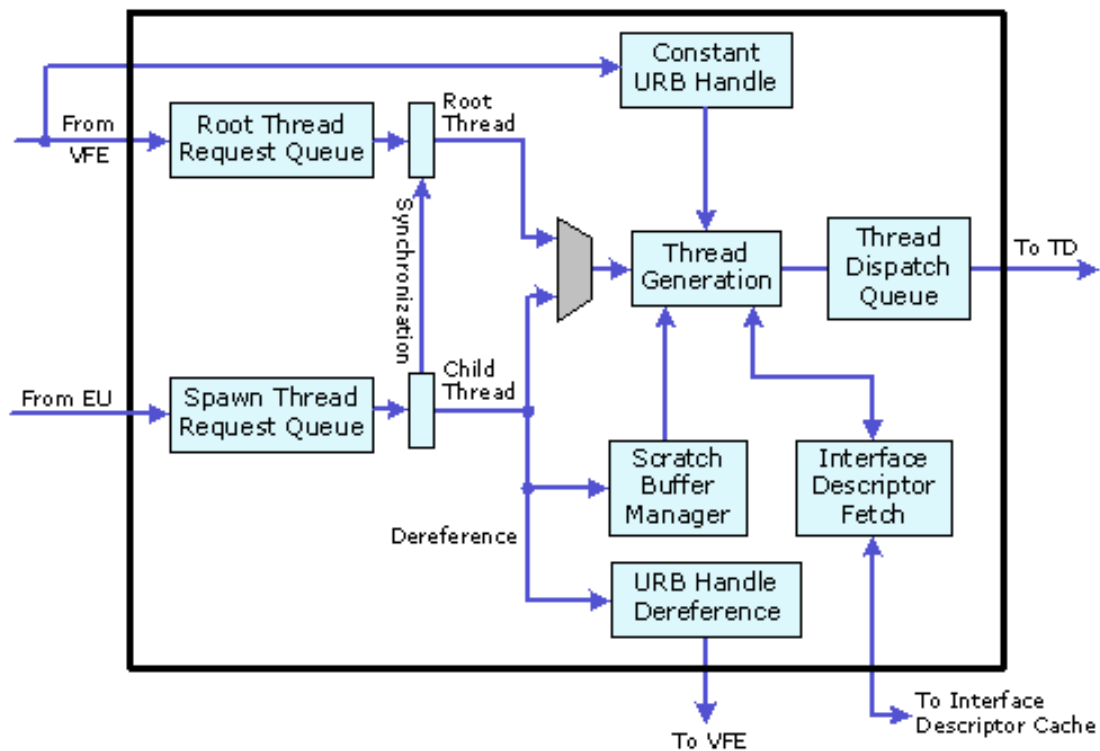 Constant
URB Handle
From
VFE
Root Thread
Request Queue
Root
Thread
Synchronization
Thread
Generation
Thread
Dispatch
Queue
To TD
From EU
Spawn Thread
Request Queue
Child
Thread
Scratch
Buffer
Manager
Interface
Descriptor
Fetch
Dereference
URB Handle
Dereference
To VFE
To Interface
Descriptor Cache